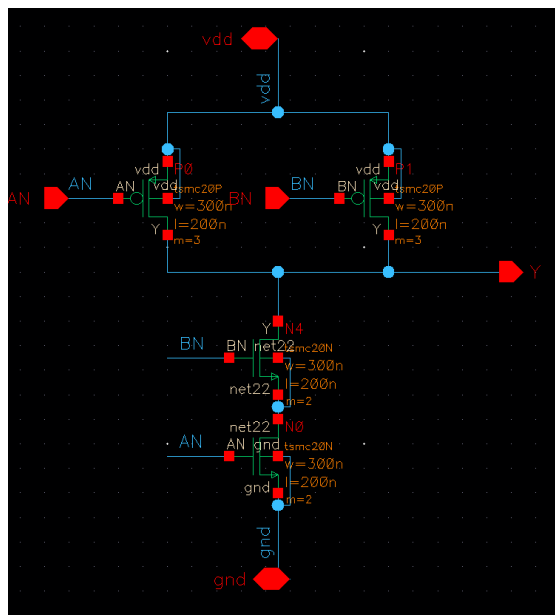 vdd
vdd
vdd P0
AN AN vdd tsmc20P
AN w=300n
Y l=200n
m=3
vdd P1
BN BN vdd tsmc20P
BN w=300n
Y l=200n
m=3
Y
Y N4
BN BN net22 tsmc20N
w=300n
net22 l=200n
m=2
net22 N0
AN AN gnd tsmc20N
w=300n
gnd l=200n
m=2
gnd
gnd